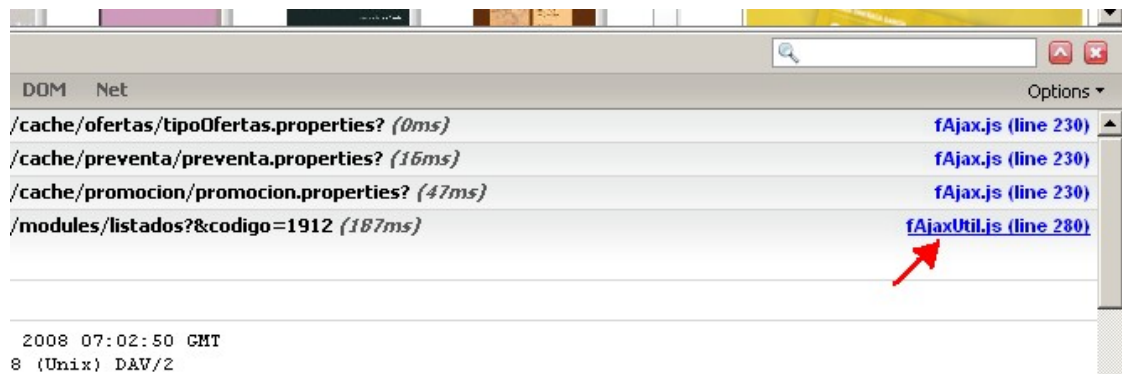 DOM Net Options
/cache/ofertas/tipoOfertas.properties? (0ms) fAjax.js (line 230)
/cache/preventa/preventa.properties? (16ms) fAjax.js (line 230)
/cache/promocion/promocion.properties? (47ms) fAjax.js (line 230)
/modules/listados?&codigo=1912 (187ms) fAjaxUtil.js (line 280)
2008 07:02:50 GMT
8 (Unix) DAV/2